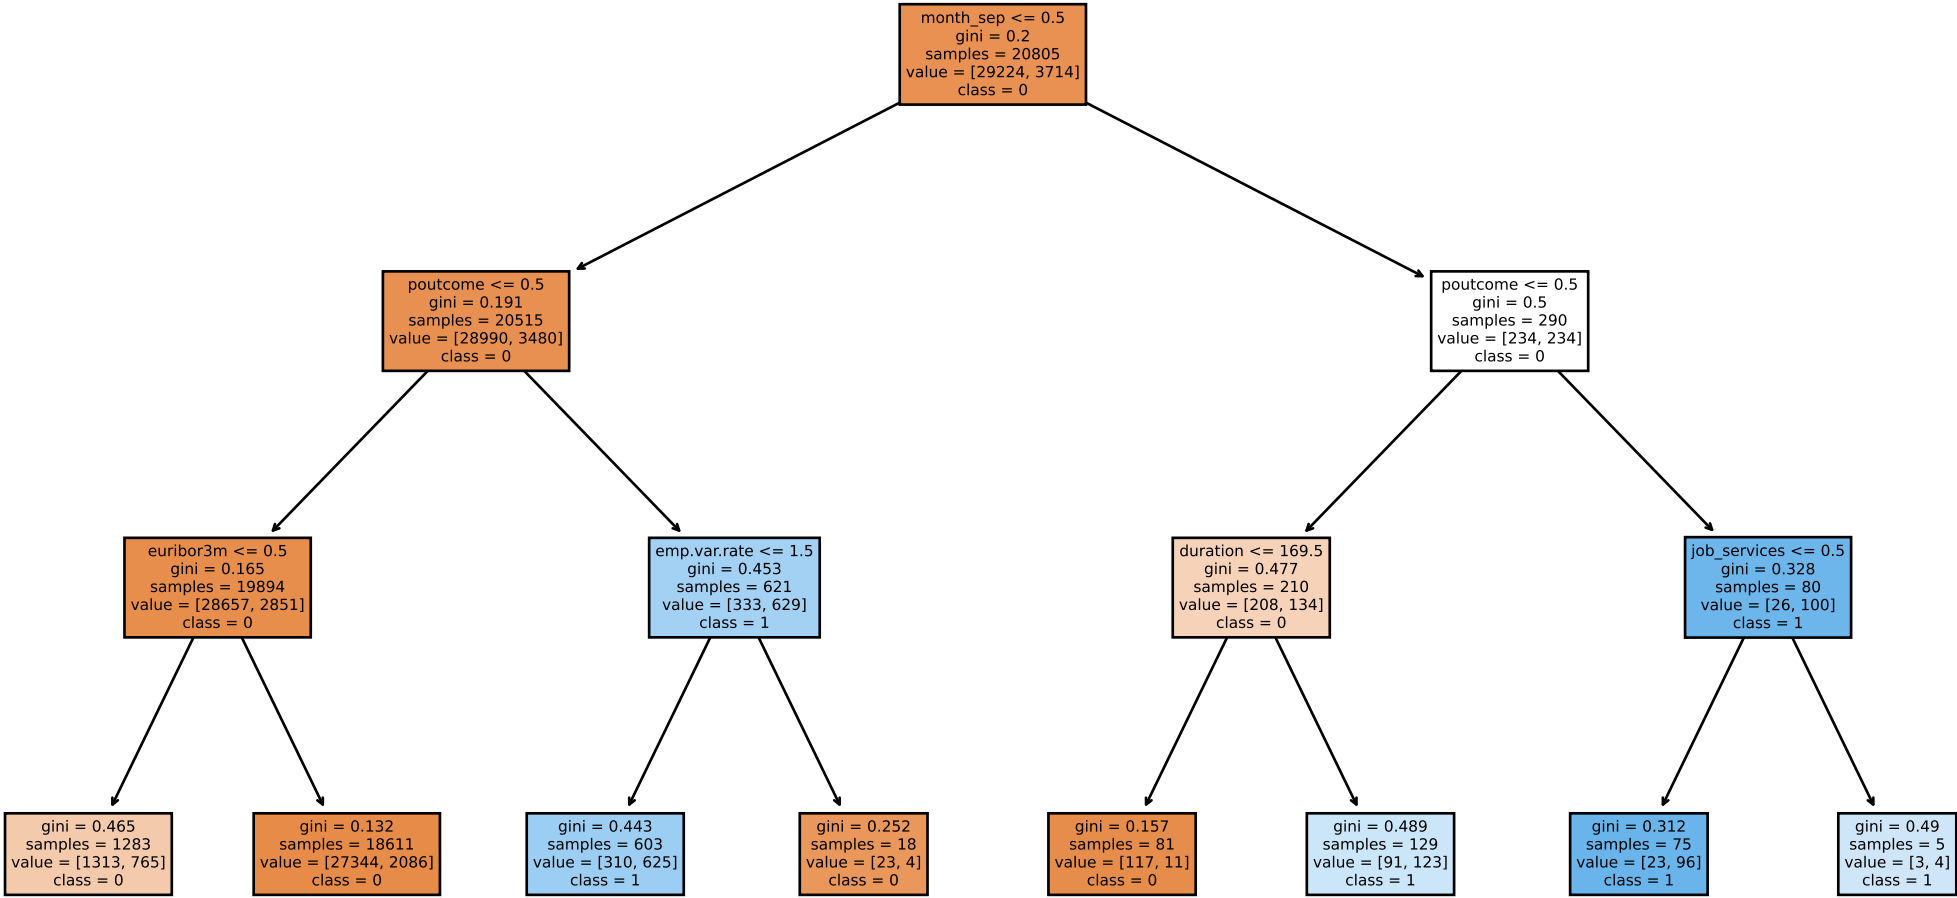 month_sep <= 0.5
gini = 0.2
samples = 20805
value = [29224, 3714]
class = 0
poutcome <= 0.5
gini = 0.191
samples = 20515
value = [28990, 3480]
class = 0
poutcome <= 0.5
gini = 0.5
samples = 290
value = [234, 234]
class = 0
euribor3m <= 0.5
gini = 0.165
samples = 19894
value = [28657, 2851]
class = 0
emp.var.rate <= 1.5
gini = 0.453
samples = 621
value = [333, 629]
class = 1
duration <= 169.5
gini = 0.477
samples = 210
value = [208, 134]
class = 0
job_services <= 0.5
gini = 0.328
samples = 80
value = [26, 100]
class = 1
gini = 0.465
samples = 1283
value = [1313, 765]
class = 0
gini = 0.132
samples = 18611
value = [27344, 2086]
class = 0
gini = 0.443
samples = 603
value = [310, 625]
class = 1
gini = 0.252
samples = 18
value = [23, 4]
class = 0
gini = 0.157
samples = 81
value = [117, 11]
class = 0
gini = 0.489
samples = 129
value = [91, 123]
class = 1
gini = 0.312
samples = 75
value = [23, 96]
class = 1
gini = 0.49
samples = 5
value = [3, 4]
class = 1